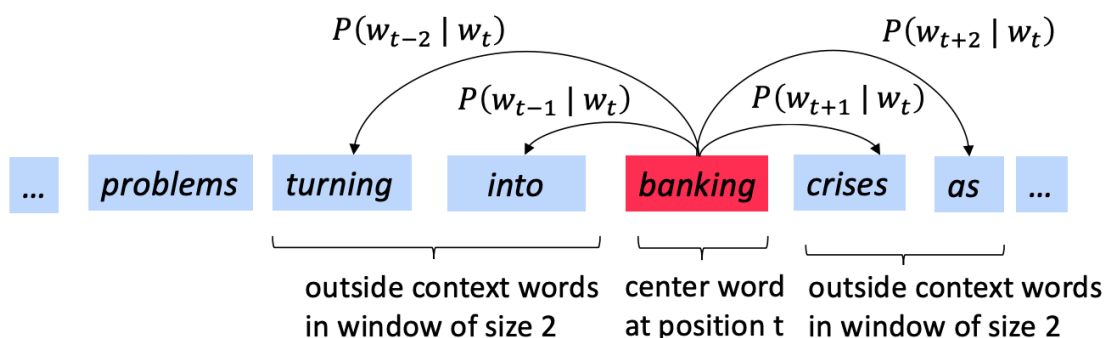 P(w_{t-2} | w_t) P(w_{t+2} | w_t)
P(w_{t-1} | w_t) P(w_{t+1} | w_t)
... problems turning into banking crises as ...
outside context words center word outside context words
in window of size 2 at position t in window of size 2